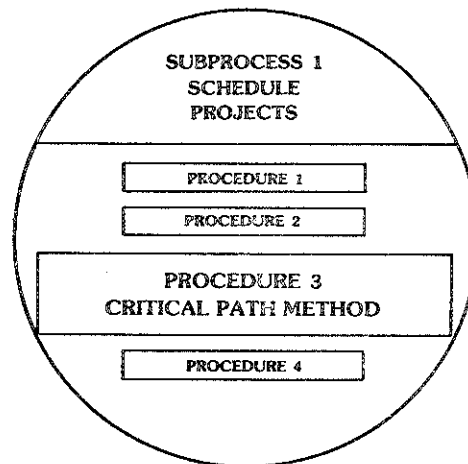 SUBPROCESS 1
SCHEDULE
PROJECTS
PROCEDURE 1
PROCEDURE 2
PROCEDURE 3
CRITICAL PATH METHOD
PROCEDURE 4